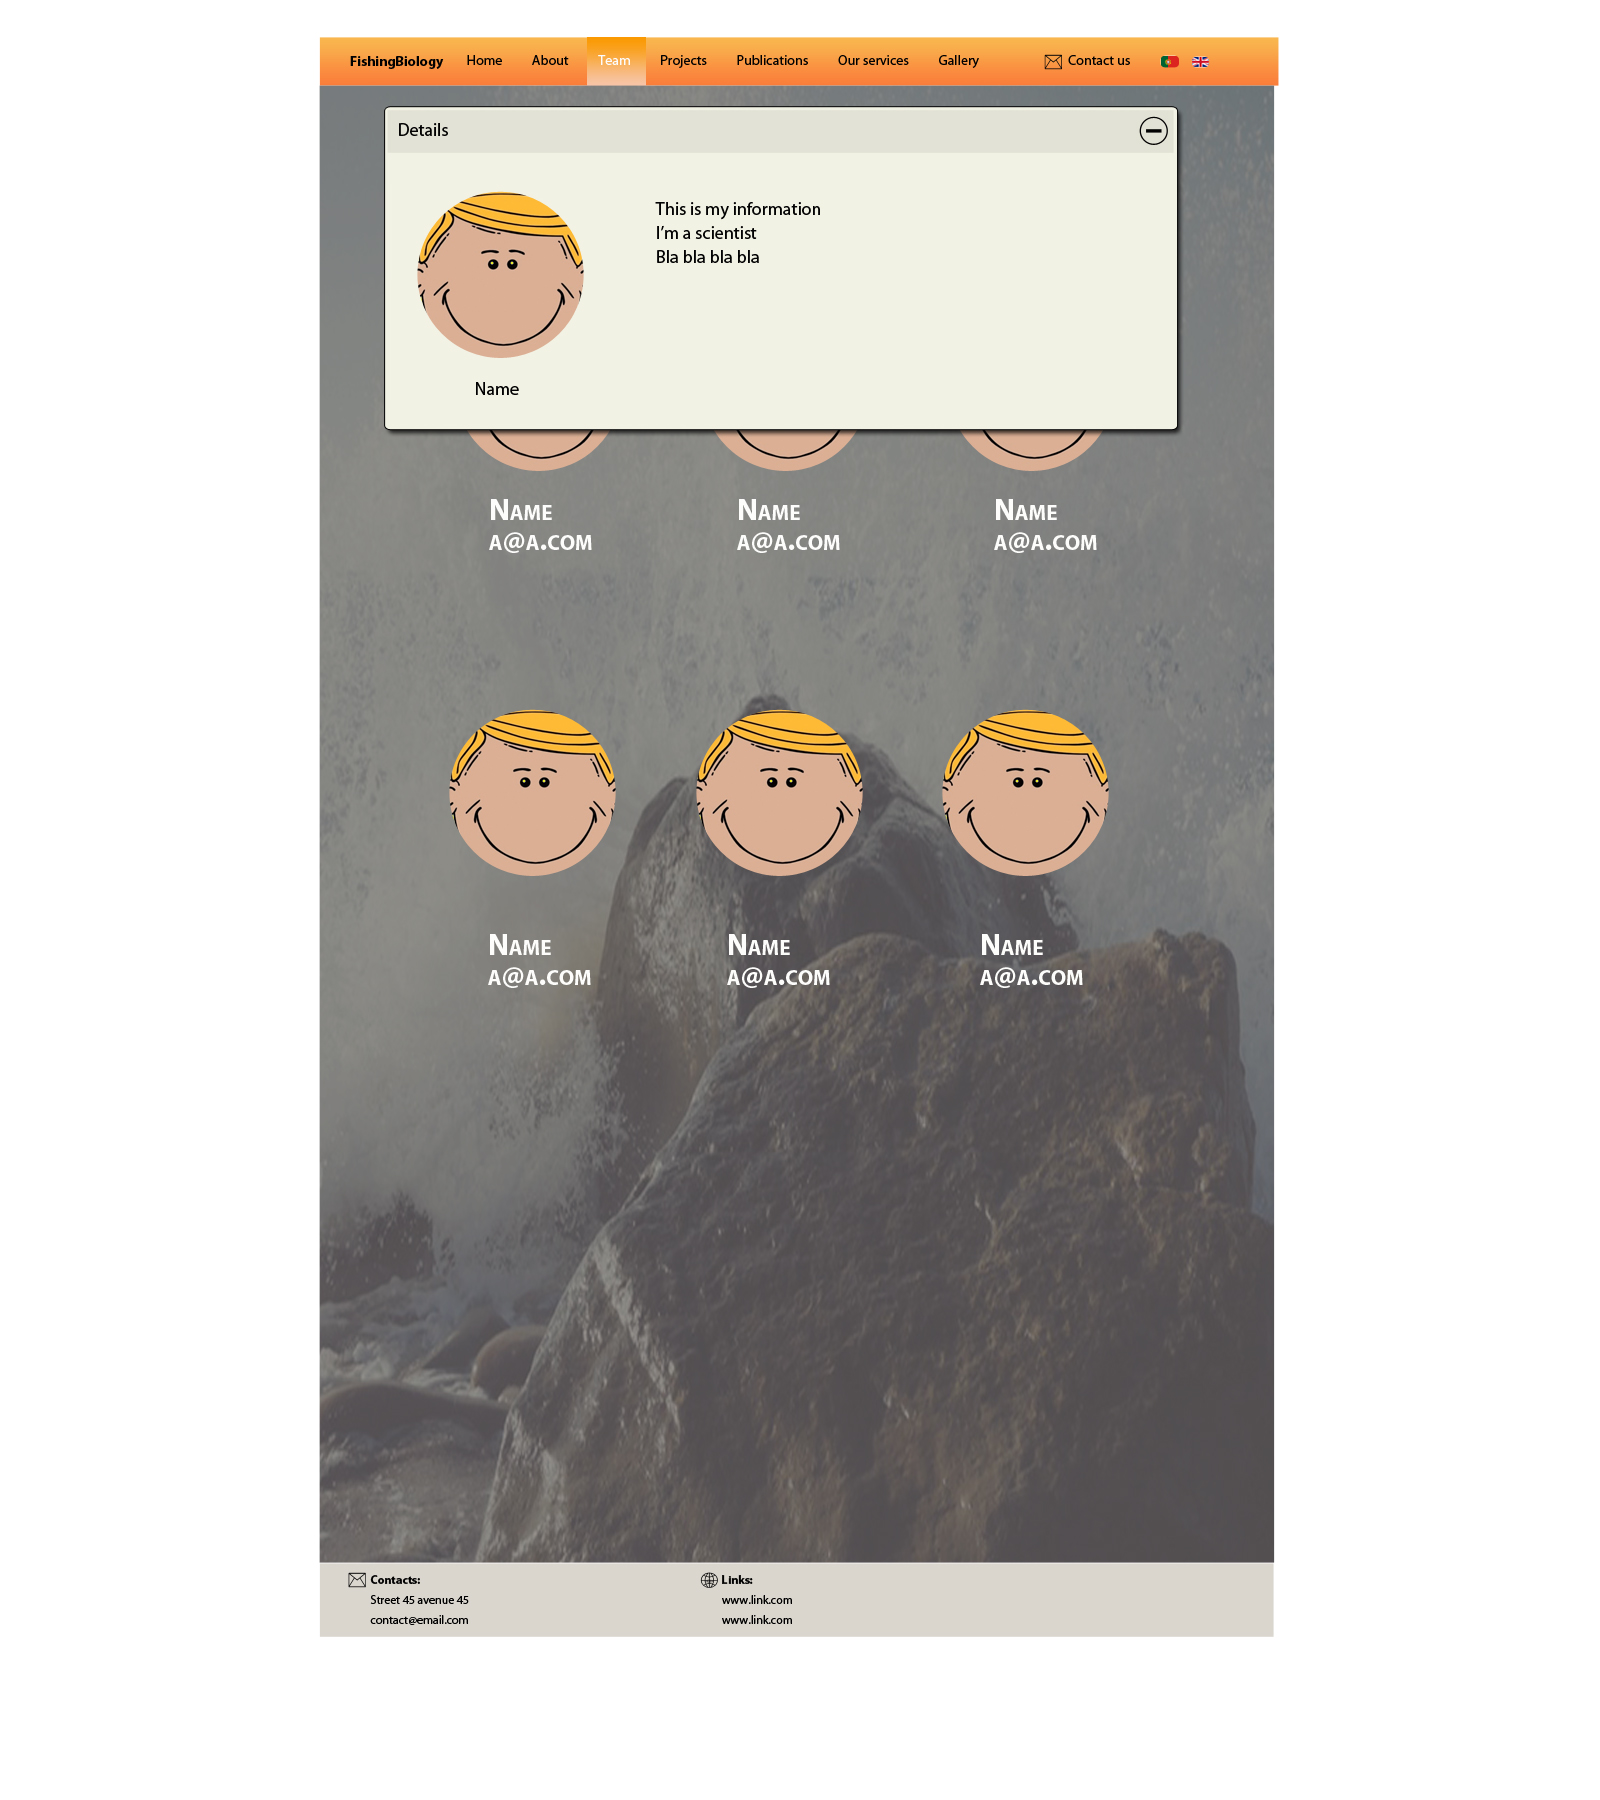 FishingBiology Home About Team Projects Publications Our services Gallery Contact us
Details
This is my information
I'm a scientist
Bla bla bla bla
Name
Name Name Name
a@a.com a@a.com a@a.com
Name Name Name
a@a.com a@a.com a@a.com
Contacts: Links:
Street 45 avenue 45 www.link.com
contact@email.com www.link.com